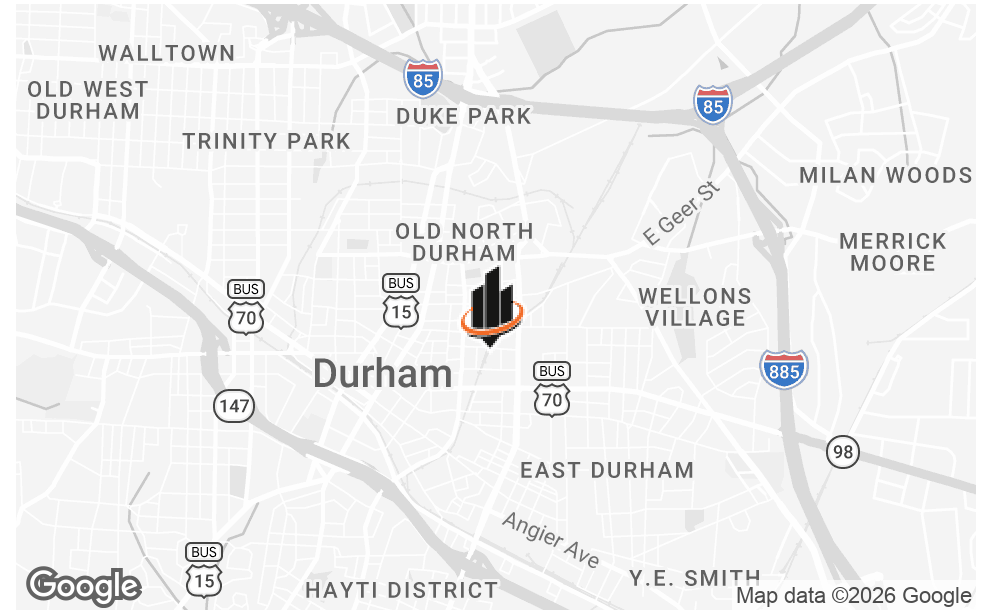 WALLTOWN
OLD WEST
DURHAM
85
85
DUKE PARK
TRINITY PARK
MILAN WOODS
E Geer St
OLD NORTH
DURHAM
MERRICK
MOORE
BUS
70
BUS
15
WELLONS
VILLAGE
Durham
BUS
70
885
147
98
EAST DURHAM
Angier Ave
BUS
15
HAYTI DISTRICT
Y.E. SMITH
Google
Map data ©2026 Google